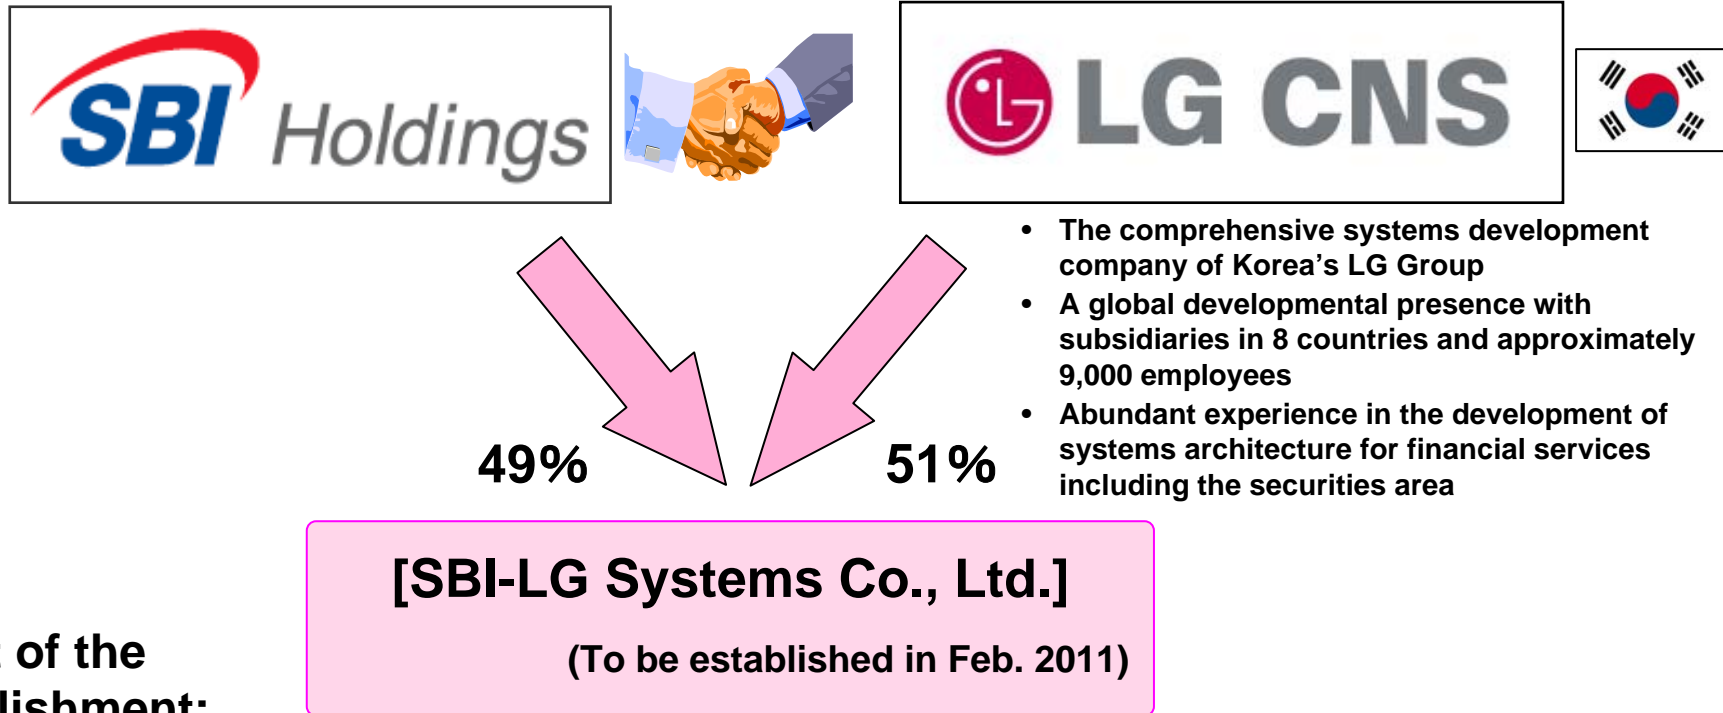 SBI Holdings
LG CNS
• The comprehensive systems development
company of Korea’s LG Group
• A global developmental presence with
subsidiaries in 8 countries and approximately
9,000 employees
• Abundant experience in the development of
systems architecture for financial services
including the securities area
49%
51%
[SBI-LG Systems Co., Ltd.]
(To be established in Feb. 2011)
of the